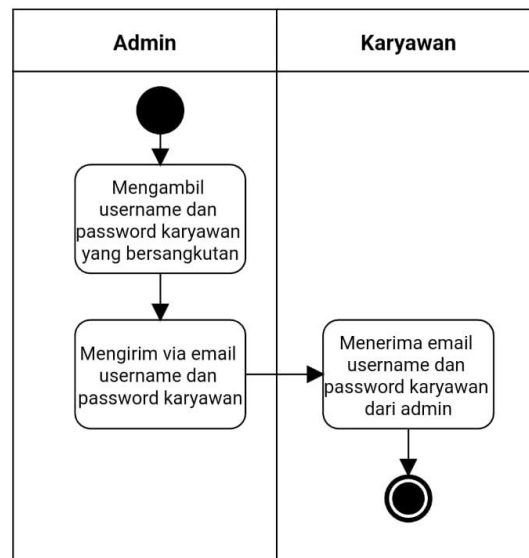 Admin
Karyawan
Mengambil
username dan
password karyawan
yang bersangkutan
Mengirim via email
username dan
password karyawan
Menerima email
username dan
password karyawan
dari admin